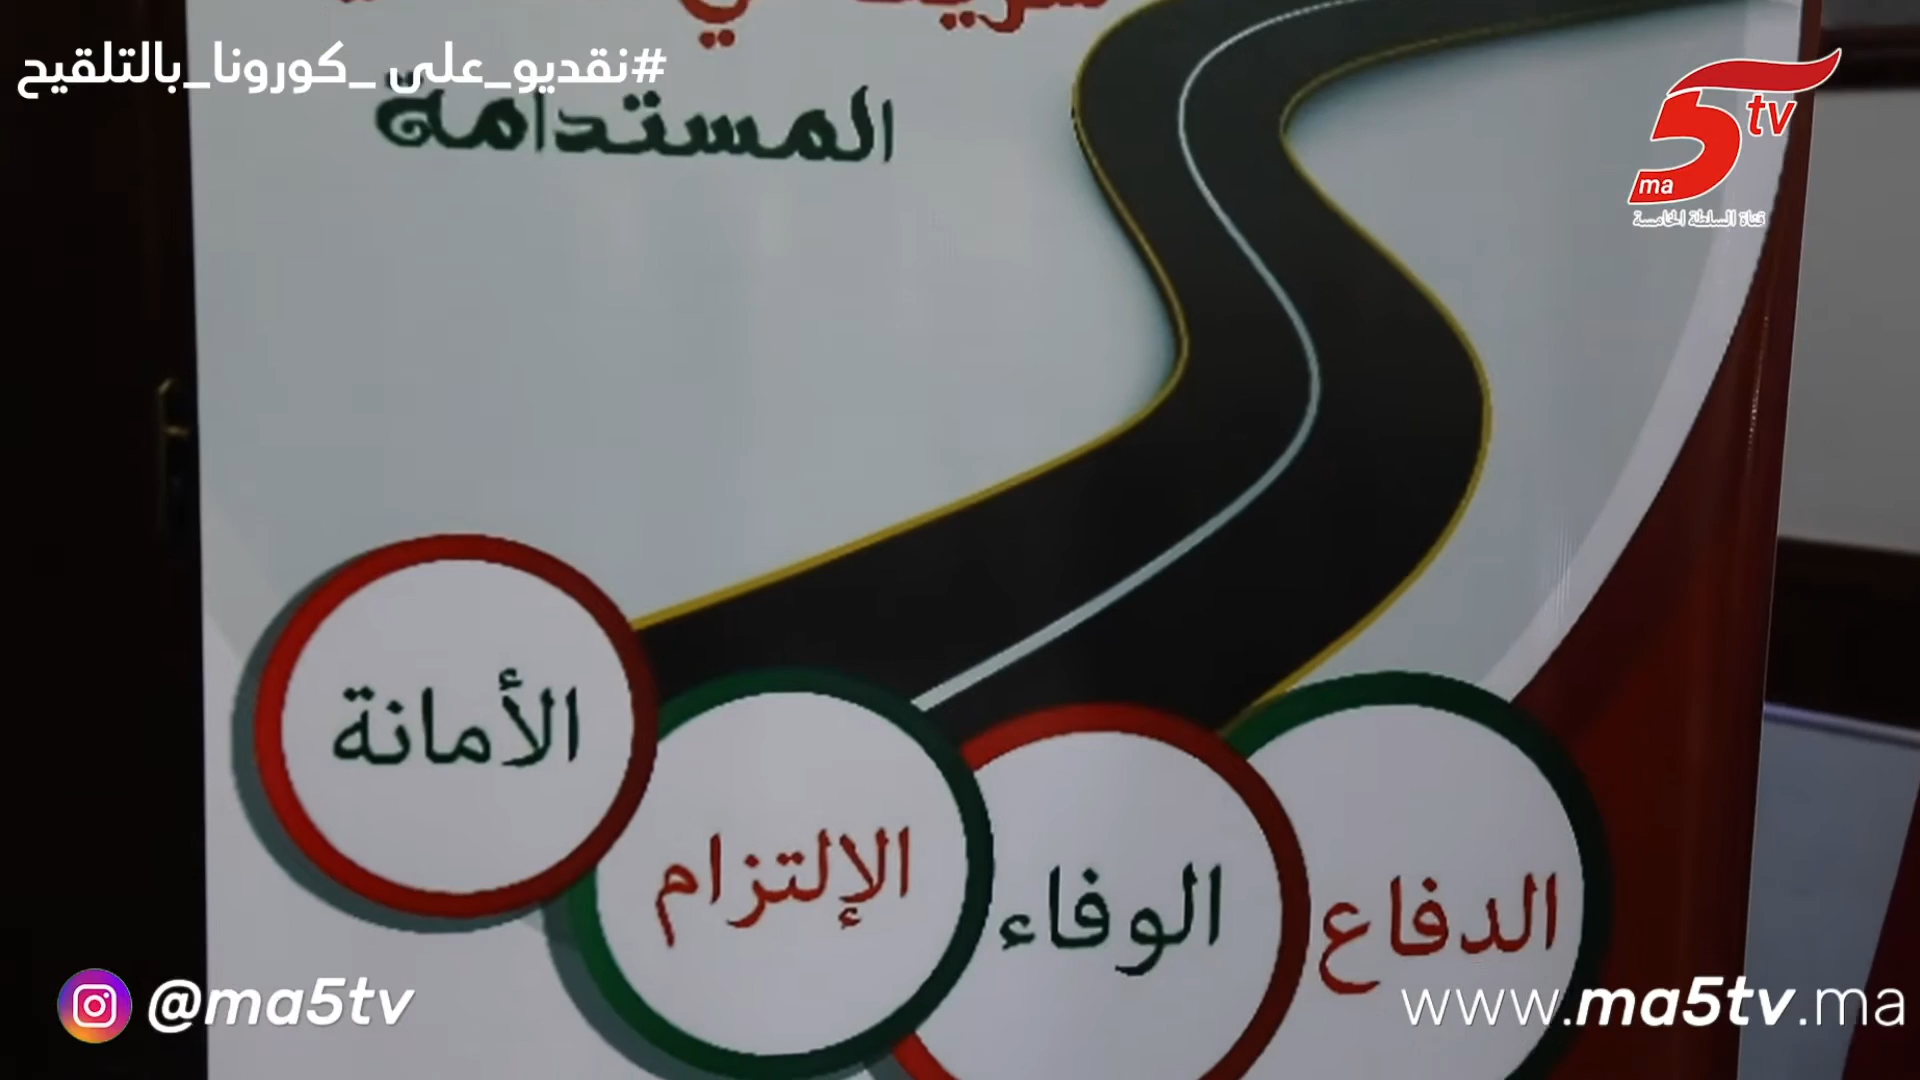 #نقديو_على _كورونا_بالتلقيح
المستدامة
tv
5
ma
قناة السلطة الخامسة
الأمانة
الإلتزام
الوفاء
الدفاع
@ma5tv
www.ma5tv.ma